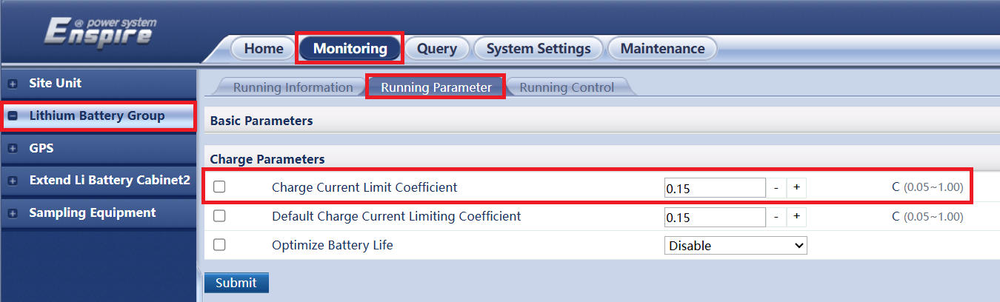 @ power system
Enspire
Home Monitoring Query System Settings Maintenance
+ Site Unit
Running Information Running Parameter Running Control
- Lithium Battery Group
Basic Parameters
+ GPS
Charge Parameters
+ Extend Li Battery Cabinet2
Charge Current Limit Coefficient 0.15 - + C (0.05~1.00)
+ Sampling Equipment
Default Charge Current Limiting Coefficient 0.15 - + C (0.05~1.00)
Optimize Battery Life Disable
Submit